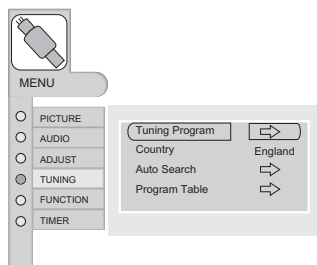 MENU
PICTURE
AUDIO
ADJUST
TUNING
FUNCTION
TIMER
Tuning Program
Country England
Auto Search
Program Table